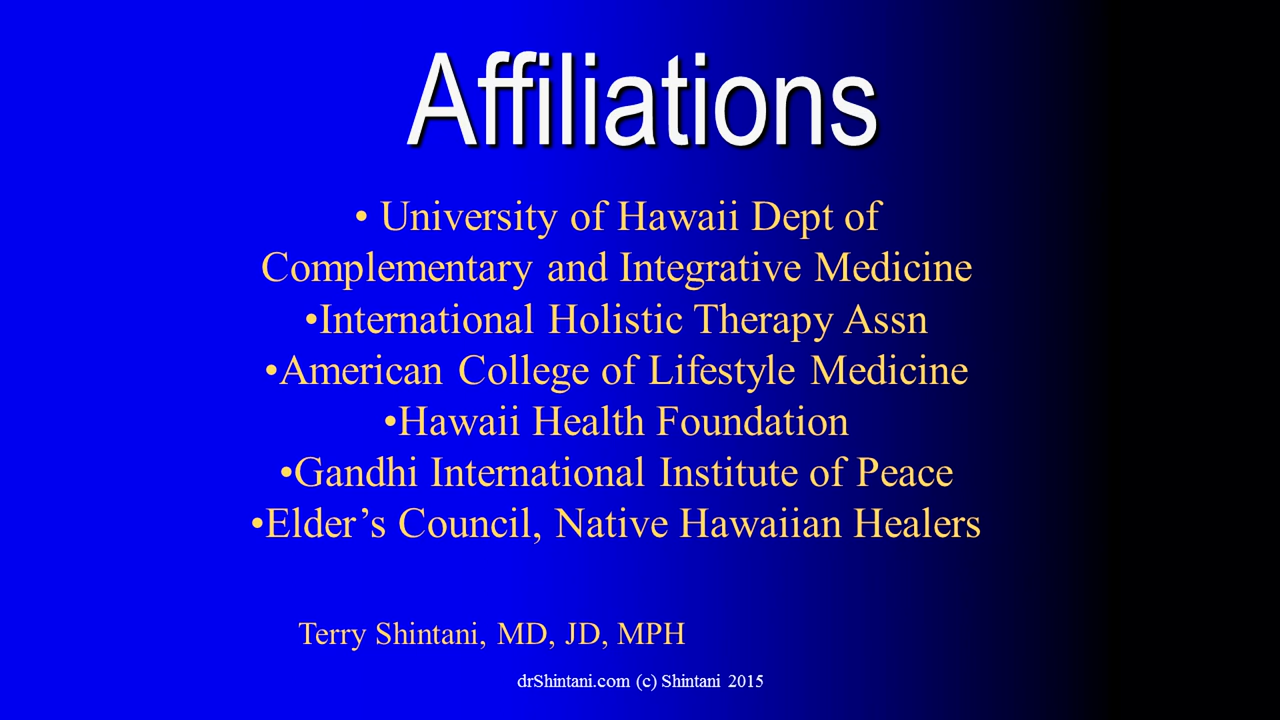 Affiliations
• University of Hawaii Dept of
Complementary and Integrative Medicine
•International Holistic Therapy Assn
•American College of Lifestyle Medicine
•Hawaii Health Foundation
•Gandhi International Institute of Peace
•Elder’s Council, Native Hawaiian Healers
Terry Shintani, MD, JD, MPH
drShintani.com (c) Shintani 2015